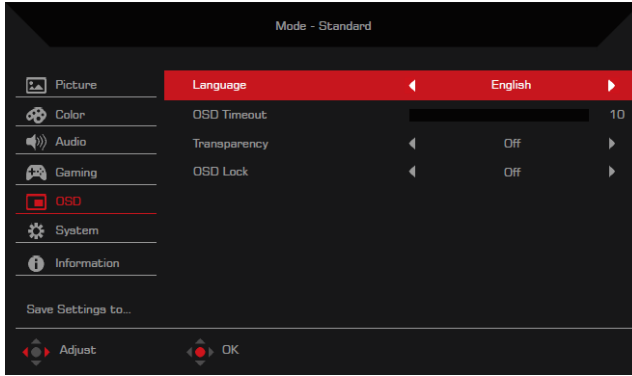 Mode - Standard
Picture
Language English
Color
OSD Timeout 10
Audio
Transparency Off
Gaming
OSD Lock Off
OSD
System
Information
Save Settings to...
Adjust OK